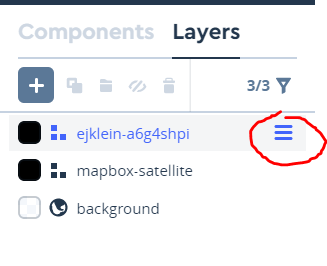 Components Layers
3/3
ejklein-a6g4shpi
mapbox-satellite
background